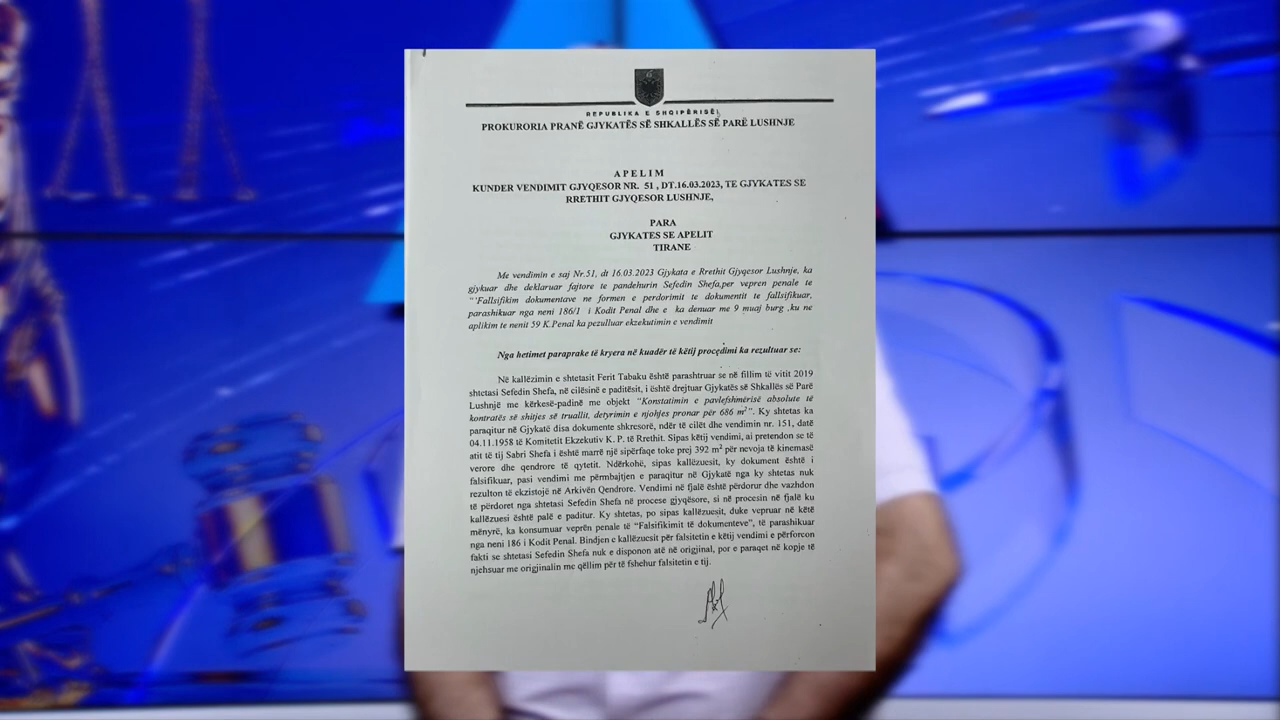 REPUBLIKA E SHQIPËRISË
PROKURORIA PRANË GJYKATËS SË SHKALLËS SË PARË LUSHNJE
A P E L I M
KUNDER VENDIMIT GJYQESOR NR. 51 , DT.16.03.2023, TE GJYKATES SE
RRETHIT GJYQESOR LUSHNJE,
PARA
GJYKATES SE APELIT
TIRANE
Me vendimin e saj Nr.51, dt 16.03.2023 Gjykata e Rrethit Gjyqesor Lushnje, ka
gjykuar dhe deklaruar fajtore te pandehurin Sefedin Shefa,per vepren penale te
"'Fallsifikim dokumentave ne formen e perdorimit te dokumentit te fallsifikuar,
parashikuar nga neni 186/1 i Kodit Penal dhe e ka denuar me 9 muaj burg ,ku ne
aplikim te nenit 59 K.Penal ka pezulluar ekzekutimin e vendimit
Nga hetimet paraprake të kryera në kuadër të këtij procedimi ka rezultuar se:
Në kallëzimin e shtetasit Ferit Tabaku është parashtruar se në fillim të vitit 2019
shtetasi Sefedin Shefa, në cilësinë e paditësit, i është drejtuar Gjykatës së Shkallës së Parë
Lushnjë me kërkesë-padinë me objekt "Konstatimin e pavlefshmërisë absolute të
kontratës së shitjes së truallit, detyrimin e njohjes pronar për 686 m²". Ky shtetas ka
paraqitur në Gjykatë disa dokumente shkresorë, ndër të cilët dhe vendimin nr. 151, datë
04.11.1958 të Komitetit Ekzekutiv K. P. të Rrethit. Sipas këtij vendimi, ai pretendon se të
atit të tij Sabri Shefa i është marrë një sipërfaqe toke prej 392 m² për nevoja të kinemasë
verore dhe qendrore të qytetit. Ndërkohë, sipas kallëzuesit, ky dokument është i
falsifikuar, pasi vendimi me përmbajtjen e paraqitur në Gjykatë nga ky shtetas nuk
rezulton të ekzistojë në Arkivën Qendrore. Vendimi në fjalë është përdorur dhe vazhdon
të përdoret nga shtetasi Sefedin Shefa në procese gjyqësore, si në procesin në fjalë ku
kallëzuesi është palë e paditur. Ky shtetas, po sipas kallëzuesit, duke vepruar në këtë
mënyrë, ka konsumuar veprën penale të "Falsifikimit të dokumenteve", të parashikuar
nga neni 186 i Kodit Penal. Bindjen e kallëzuesit për falsitetin e këtij vendimi e përforcon
fakti se shtetasi Sefedin Shefa nuk e disponon atë në origjinal, por e paraqet në kopje të
njehsuar me origjinalin me qëllim për të fshehur falsitetin e tij.